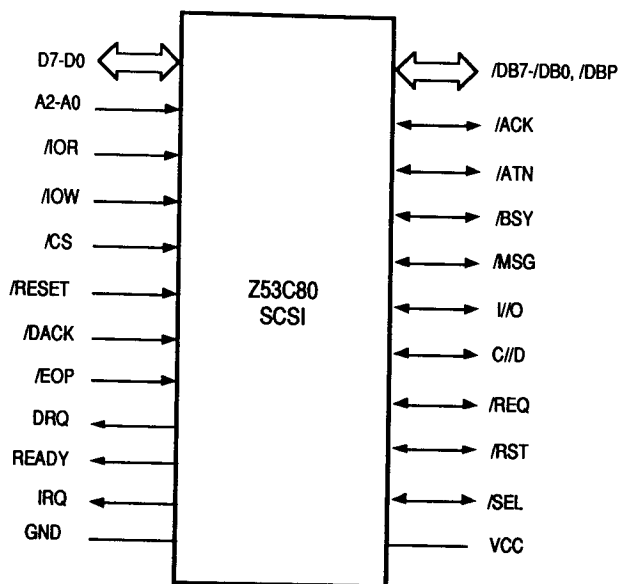 D7-D0
A2-A0
/IOR
/IOW
/CS
/RESET
/DACK
/EOP
DRQ
READY
IRQ
GND
Z53C80
SCSI
/DB7-/DB0, /DBP
/ACK
/ATN
/BSY
/MSG
I//O
C//D
/REQ
/RST
/SEL
VCC